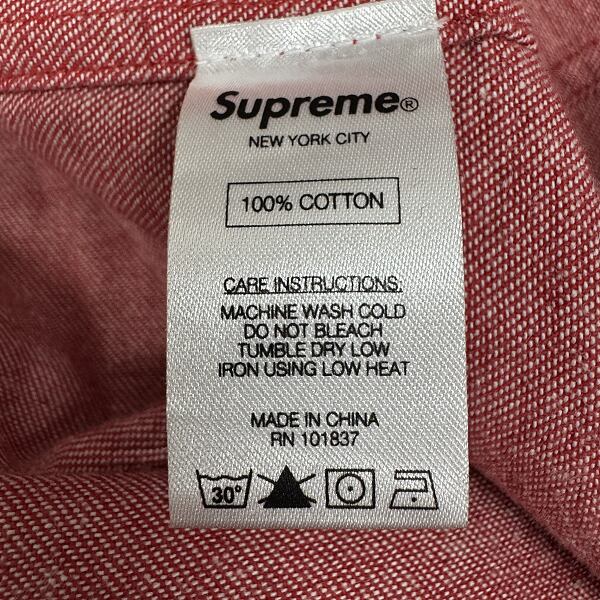 Supreme®
NEW YORK CITY
100% COTTON
CARE INSTRUCTIONS:
MACHINE WASH COLD
DO NOT BLEACH
TUMBLE DRY LOW
IRON USING LOW HEAT
MADE IN CHINA
RN 101837
30°